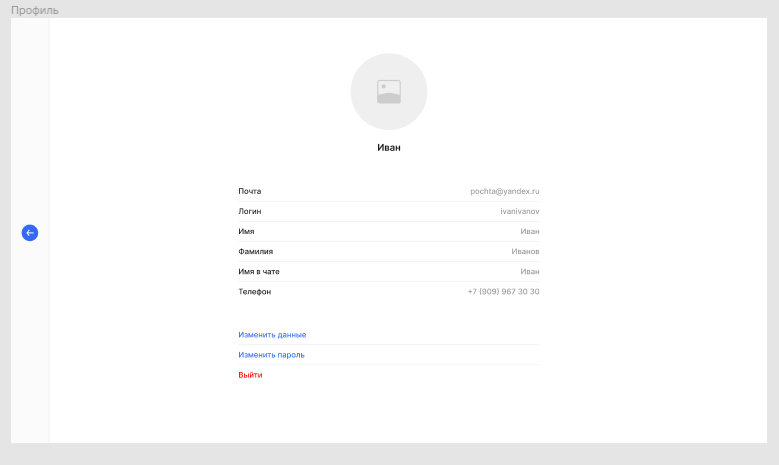 Профиль
Иван
Почта pochta@yandex.ru
Логин ivanivanov
Имя Иван
Фамилия Иванов
Имя в чате Иван
Телефон +7 (909) 967 30 30
Изменить данные
Изменить пароль
Выйти